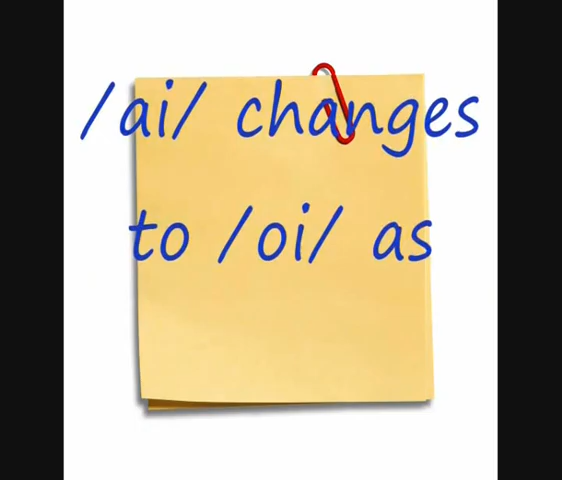 /ai/ changes
to /oi/ as